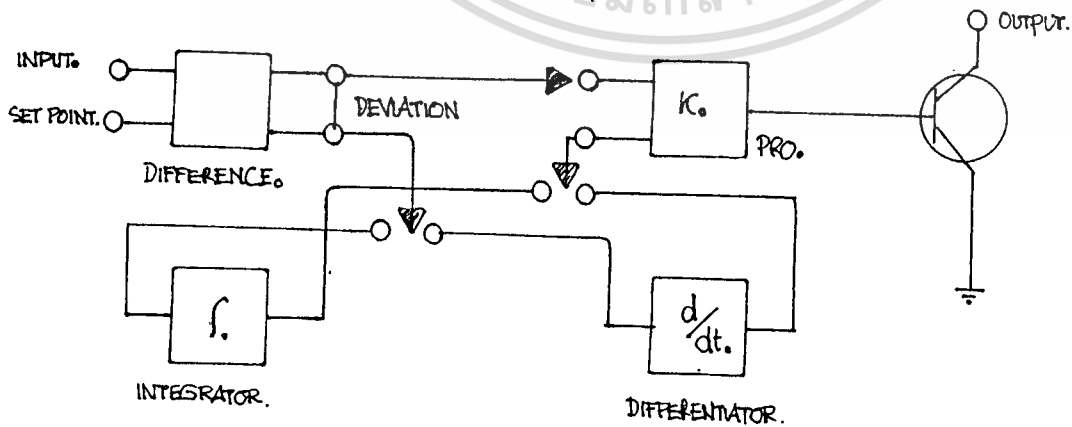 OUTPUT.
INPUT.
SET POINT.
DEVIATION
K.
PRO.
DIFFERENCE.
∫.
d/dt.
INTEGRATOR.
DIFFERENTIATOR.